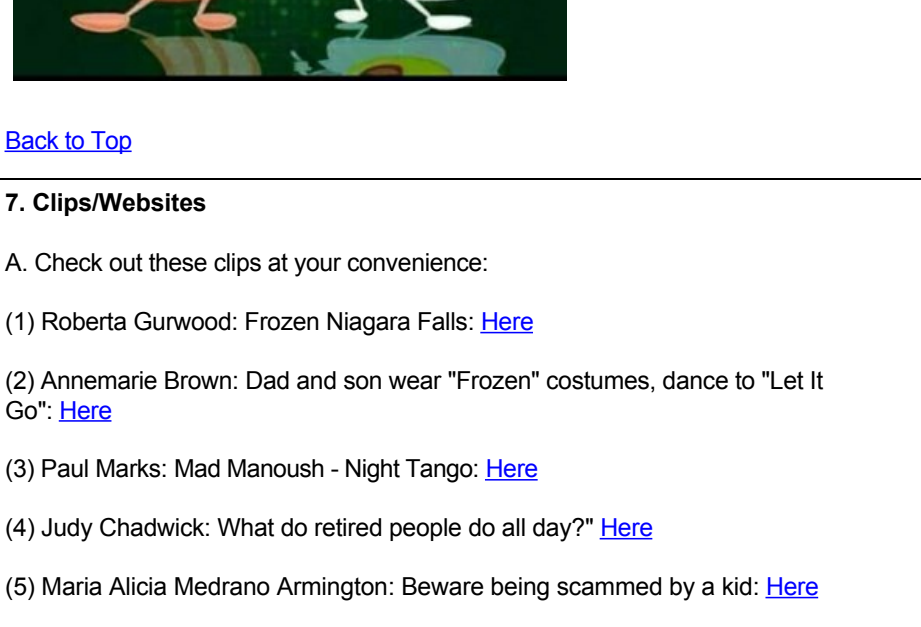 Back to Top
7. Clips/Websites
A. Check out these clips at your convenience:
(1) Roberta Gurwood: Frozen Niagara Falls: Here
(2) Annemarie Brown: Dad and son wear "Frozen" costumes, dance to "Let It
Go": Here
(3) Paul Marks: Mad Manoush - Night Tango: Here
(4) Judy Chadwick: What do retired people do all day?" Here
(5) Maria Alicia Medrano Armington: Beware being scammed by a kid: Here